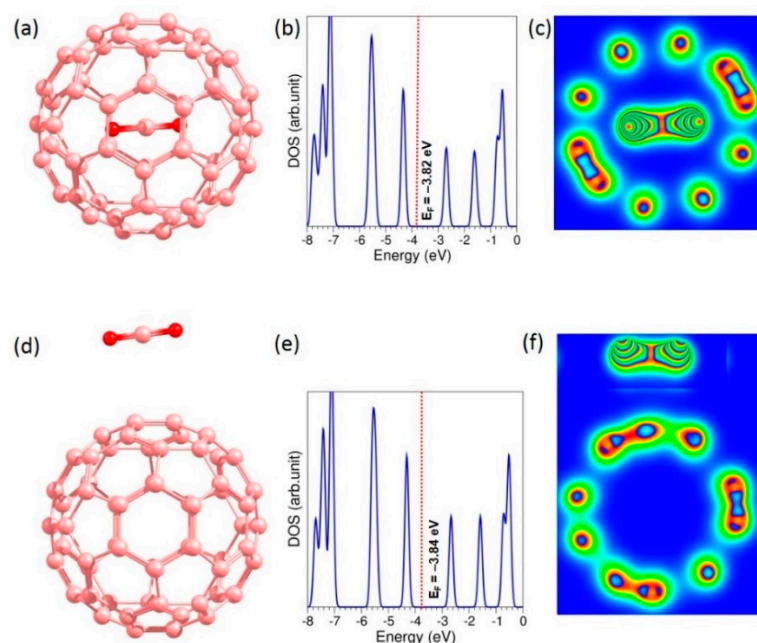 (a)
(b)
(c)
DOS (arb.unit)
E_F = −3.82 eV
-8 -7 -6 -5 -4 -3 -2 -1 0
Energy (eV)
(d)
(e)
(f)
DOS (arb.unit)
E_F = −3.84 eV
-8 -7 -6 -5 -4 -3 -2 -1 0
Energy (eV)